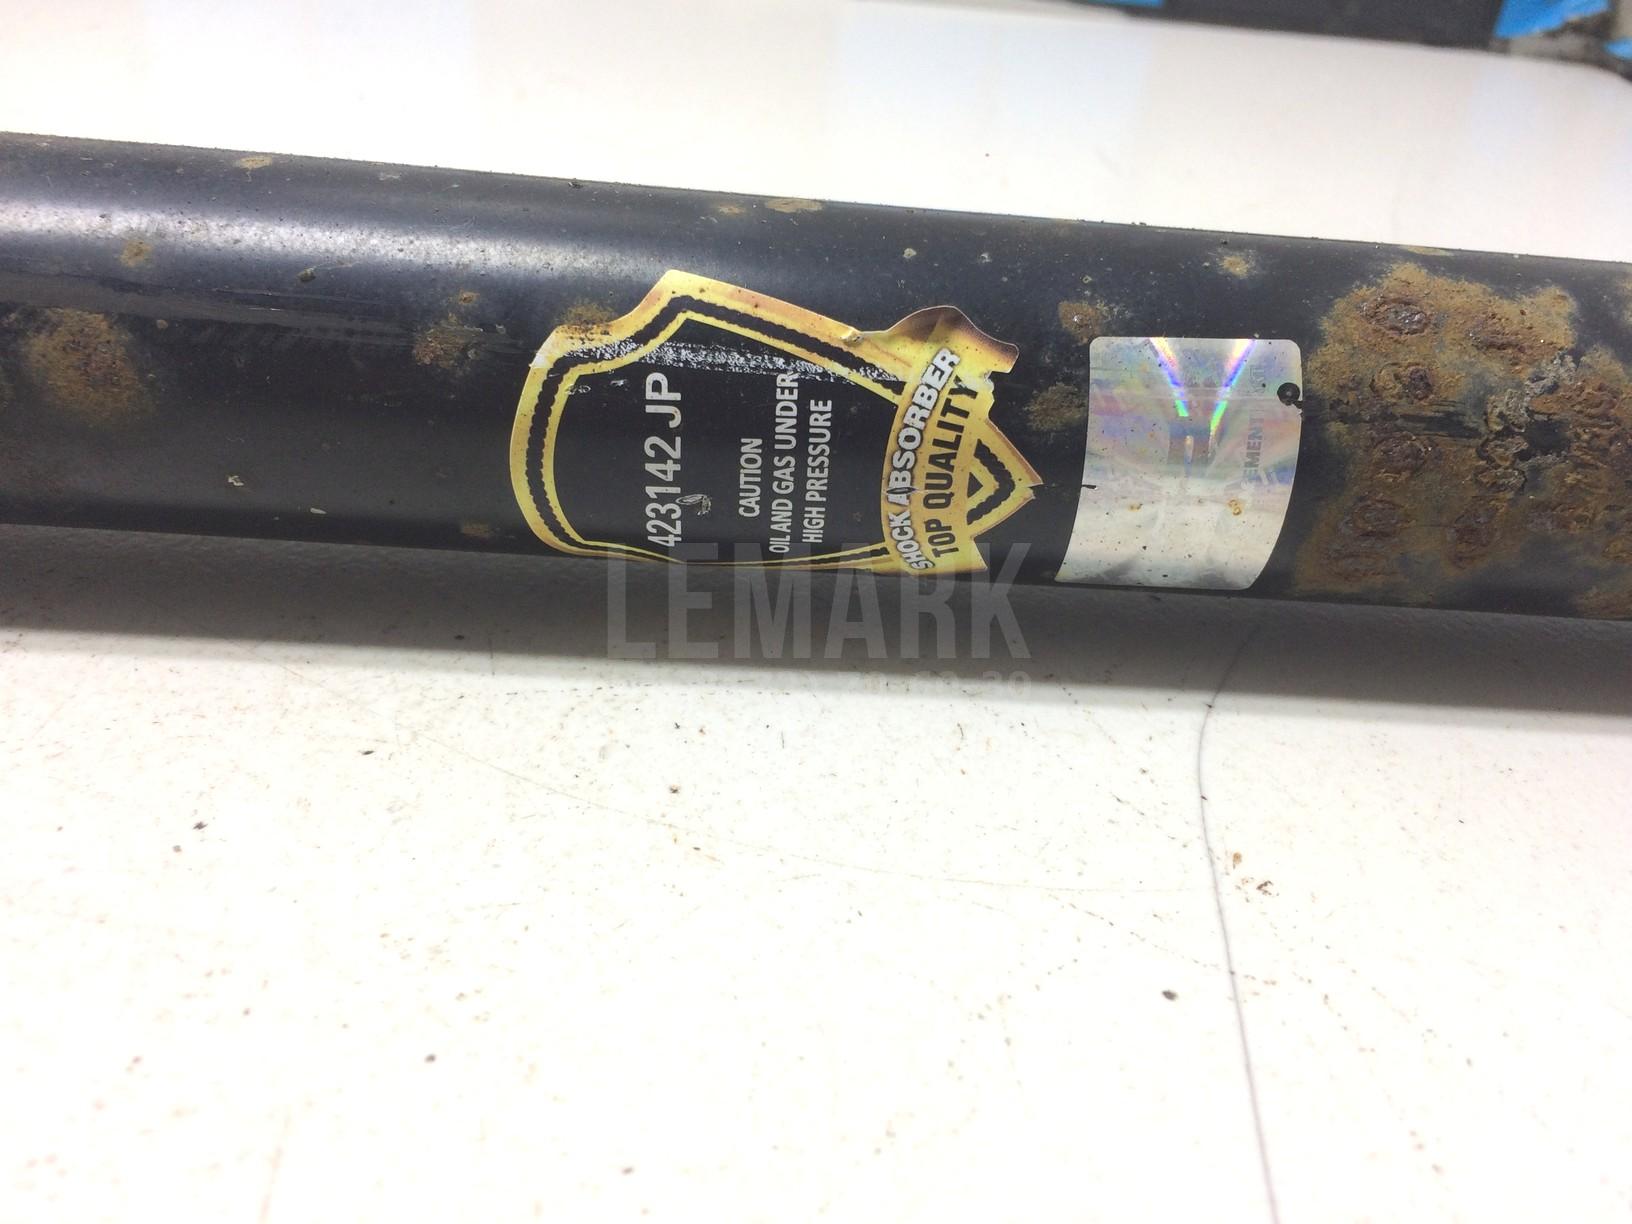 423142 JP
CAUTION
OIL AND GAS UNDER
HIGH PRESSURE
SHOCK ABSORBER
TOP QUALITY
LEMARK